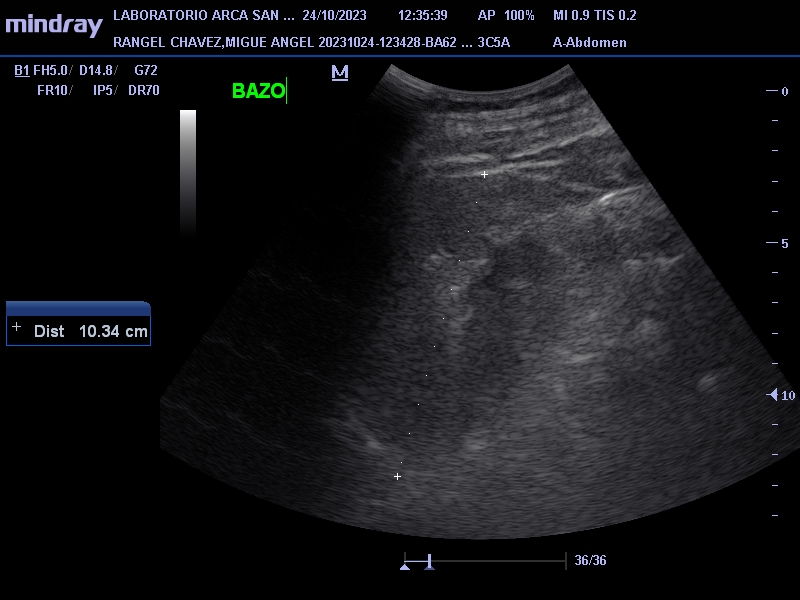 mindray
LABORATORIO ARCA SAN ... 24/10/2023 12:35:39 AP 100% MI 0.9 TIS 0.2
RANGEL CHAVEZ,MIGUE ANGEL 20231024-123428-BA62 ... 3C5A A-Abdomen
B1 FH5.0/ D14.8/ G72
FR10/ IP5/ DR70
BAZO
M
0
5
+ Dist 10.34 cm
10
36/36